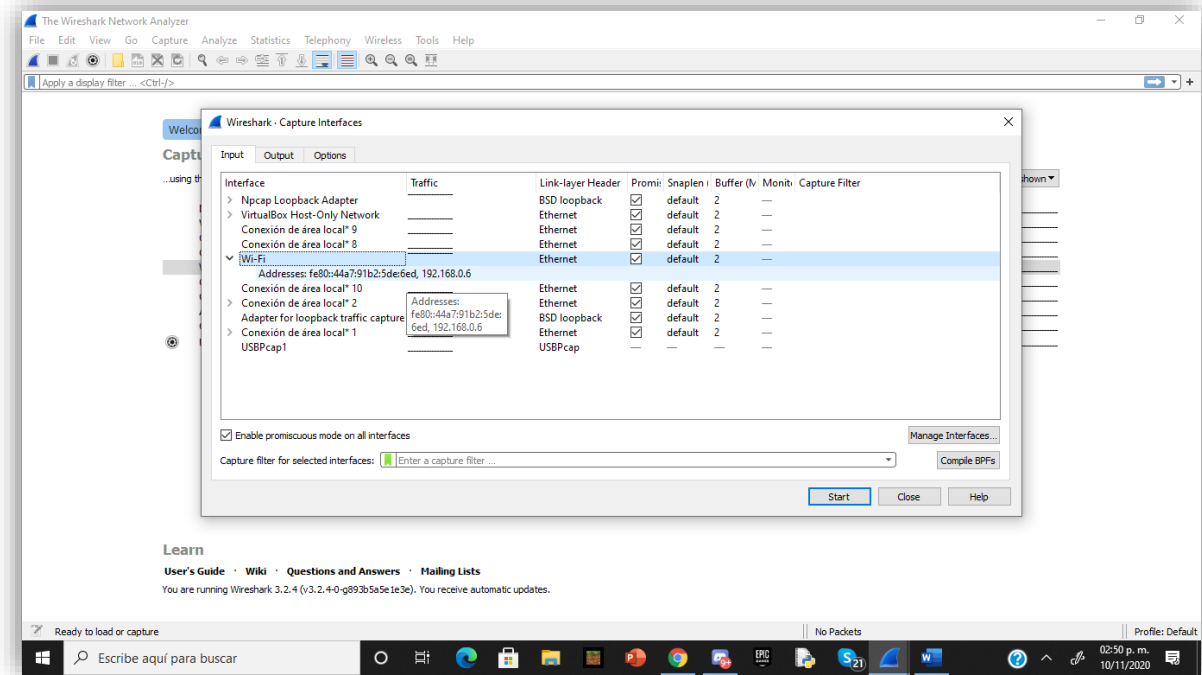 The Wireshark Network Analyzer
File Edit View Go Capture Analyze Statistics Telephony Wireless Tools Help
Apply a display filter ... <Ctrl-/>
Welco
Captu
...using th
hown
Wireshark · Capture Interfaces
Input Output Options
Interface Traffic Link-layer Header Promis Snaplen ( Buffer (M Monito Capture Filter
Npcap Loopback Adapter BSD loopback default 2 —
VirtualBox Host-Only Network Ethernet default 2 —
Conexión de área local* 9 Ethernet default 2 —
Conexión de área local* 8 Ethernet default 2 —
Wi-Fi Ethernet default 2 —
Addresses: fe80::44a7:91b2:5de:6ed, 192.168.0.6
Conexión de área local* 10 Ethernet default 2 —
Conexión de área local* 2 Ethernet default 2 —
Adapter for loopback traffic capture BSD loopback default 2 —
Conexión de área local* 1 Ethernet default 2 —
USBPcap1 USBPcap — — — —
Addresses:
fe80::44a7:91b2:5de:
6ed, 192.168.0.6
Enable promiscuous mode on all interfaces
Manage Interfaces...
Capture filter for selected interfaces: Enter a capture filter ...
Compile BPFs
Start Close Help
Learn
User's Guide · Wiki · Questions and Answers · Mailing Lists
You are running Wireshark 3.2.4 (v3.2.4-0-g893b5a5e1e3e). You receive automatic updates.
Ready to load or capture No Packets Profile: Default
Escribe aquí para buscar
EPIC
GAMES
21
02:50 p. m.
10/11/2020